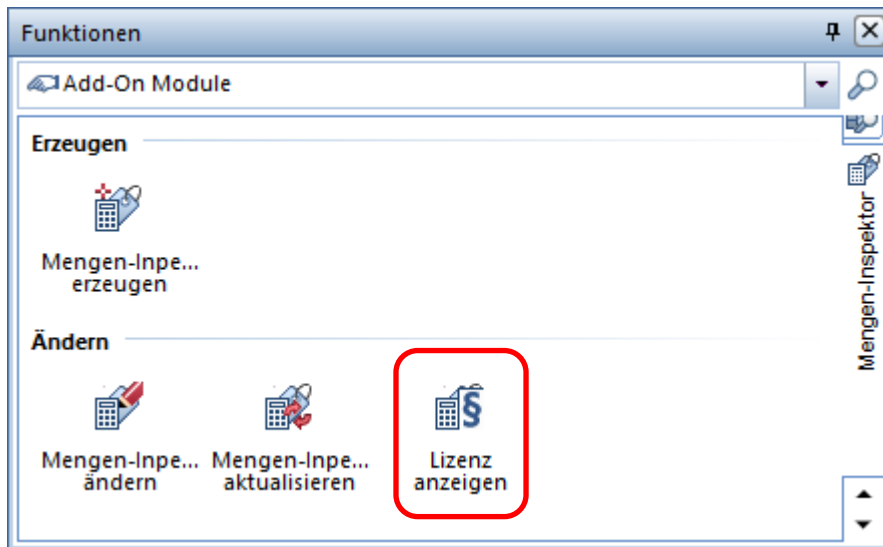 Funktionen
Add-On Module
Erzeugen
Mengen-Inpe...
erzeugen
Ändern
Mengen-Inpe...
ändern
Mengen-Inpe...
aktualisieren
Lizenz
anzeigen
§
Mengen-Inspektor